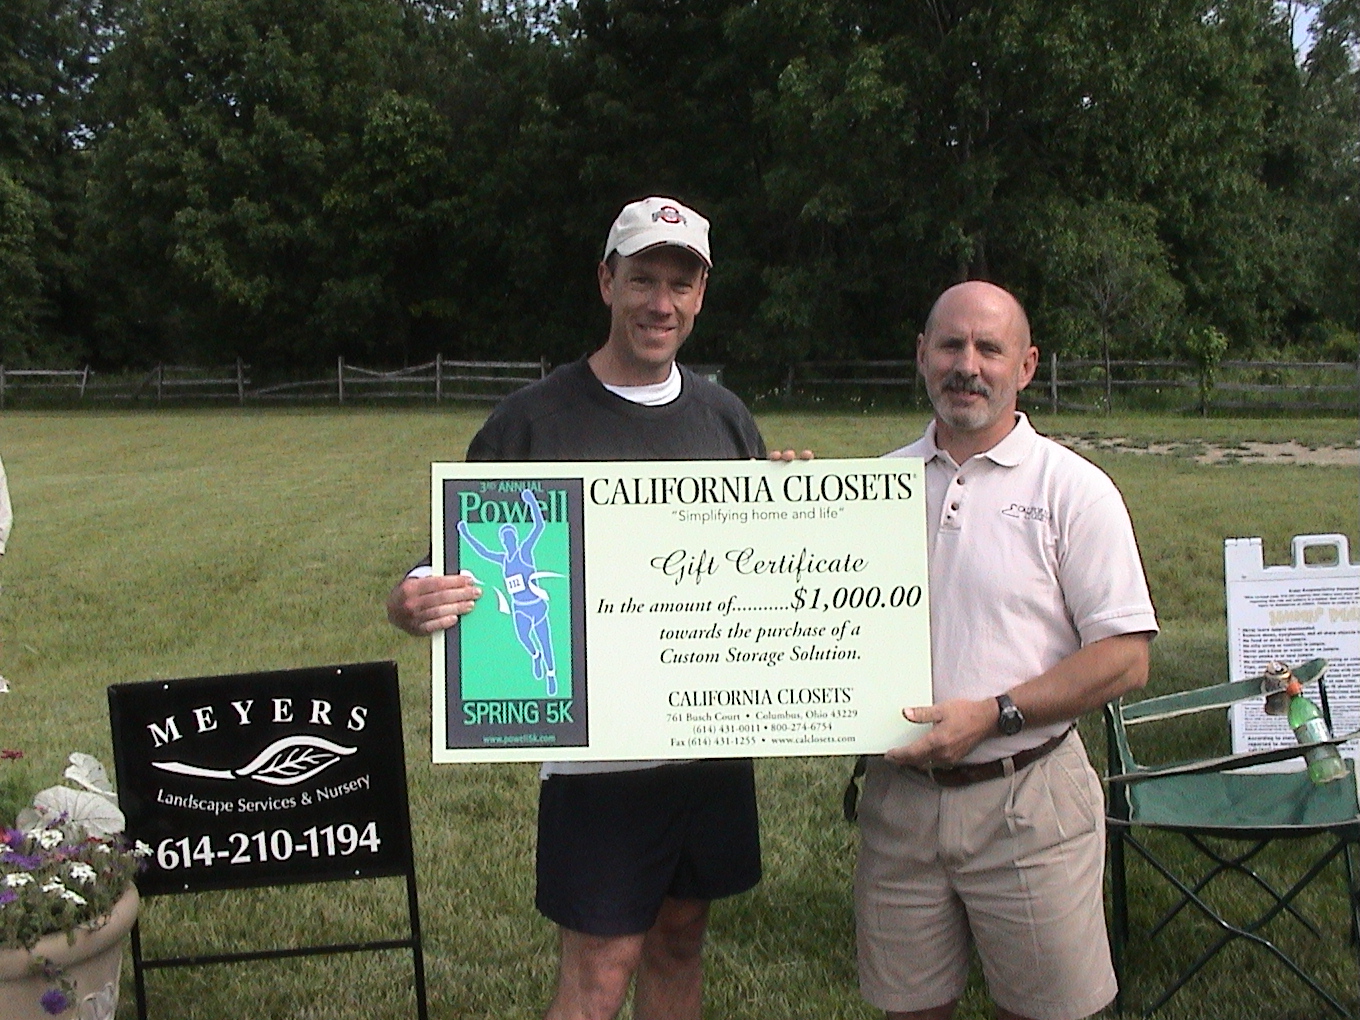 3RD ANNUAL
Powell
112
SPRING 5K
www.powell5k.com
CALIFORNIA CLOSETS®
"Simplifying home and life"
Gift Certificate
In the amount of...........$1,000.00
towards the purchase of a
Custom Storage Solution.
CALIFORNIA CLOSETS®
761 Busch Court • Columbus, Ohio 43229
(614) 431-0011 • 800-274-6754
Fax (614) 431-1255 • www.calclosets.com
MEYERS
Landscape Services & Nursery
614-210-1194